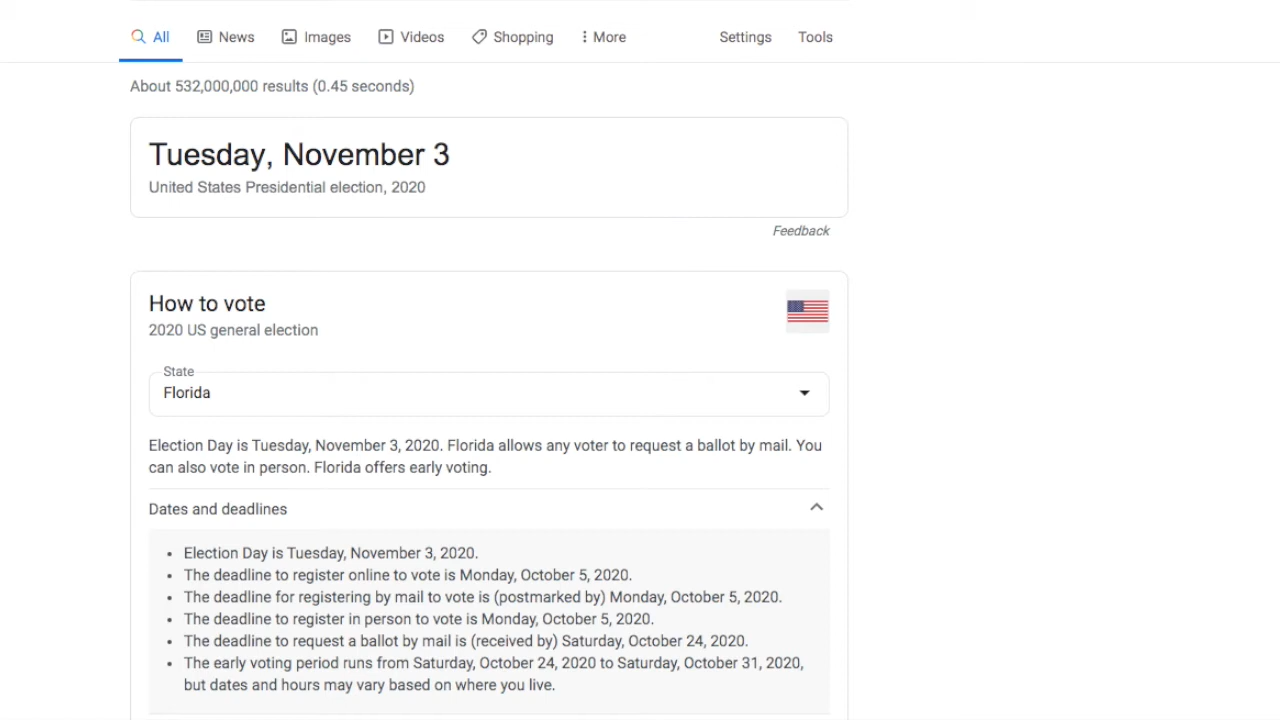 All News Images Videos Shopping More Settings Tools
About 532,000,000 results (0.45 seconds)
Tuesday, November 3
United States Presidential election, 2020
Feedback
How to vote
2020 US general election
State
Florida
Election Day is Tuesday, November 3, 2020. Florida allows any voter to request a ballot by mail. You
can also vote in person. Florida offers early voting.
Dates and deadlines
• Election Day is Tuesday, November 3, 2020.
• The deadline to register online to vote is Monday, October 5, 2020.
• The deadline for registering by mail to vote is (postmarked by) Monday, October 5, 2020.
• The deadline to register in person to vote is Monday, October 5, 2020.
• The deadline to request a ballot by mail is (received by) Saturday, October 24, 2020.
• The early voting period runs from Saturday, October 24, 2020 to Saturday, October 31, 2020,
but dates and hours may vary based on where you live.